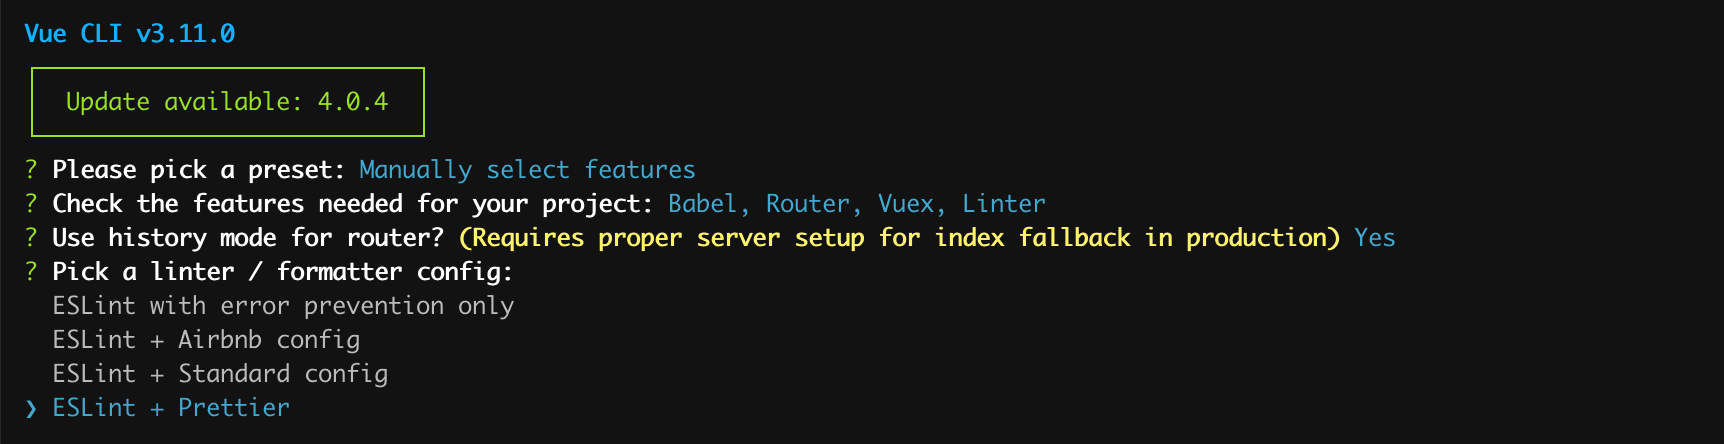 Vue CLI v3.11.0
Update available: 4.0.4
? Please pick a preset: Manually select features
? Check the features needed for your project: Babel, Router, Vuex, Linter
? Use history mode for router? (Requires proper server setup for index fallback in production) Yes
? Pick a linter / formatter config:
ESLint with error prevention only
ESLint + Airbnb config
ESLint + Standard config
❯ ESLint + Prettier